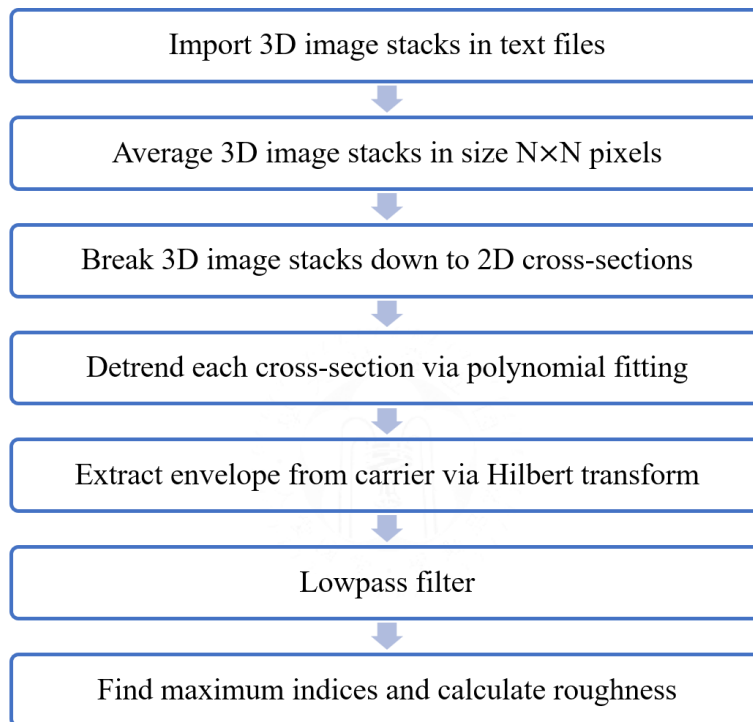 Import 3D image stacks in text files
Average 3D image stacks in size N×N pixels
Break 3D image stacks down to 2D cross-sections
Detrend each cross-section via polynomial fitting
Extract envelope from carrier via Hilbert transform
Lowpass filter
Find maximum indices and calculate roughness